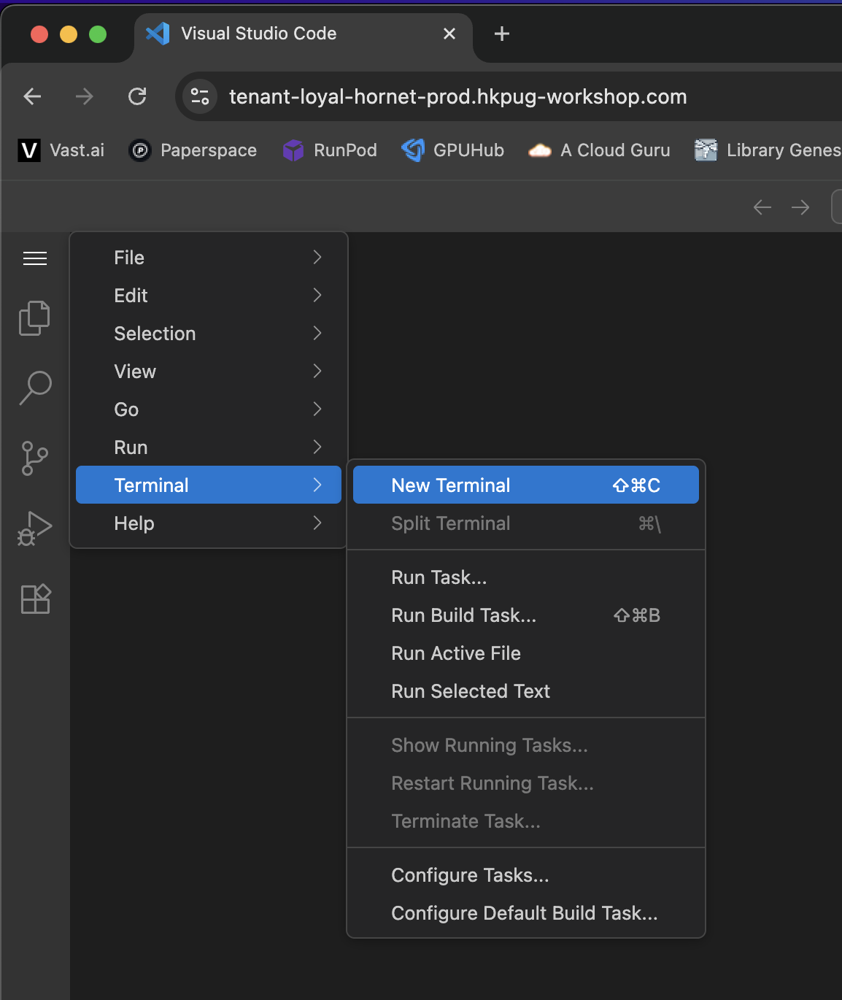 Visual Studio Code
tenant-loyal-hornet-prod.hkpug-workshop.com
V Vast.ai Paperspace RunPod GPUHub A Cloud Guru Library Genes
File
Edit
Selection
View
Go
Run
Terminal
Help
New Terminal ⇧⌘C
Split Terminal ⌘\
Run Task...
Run Build Task... ⇧⌘B
Run Active File
Run Selected Text
Show Running Tasks...
Restart Running Task...
Terminate Task...
Configure Tasks...
Configure Default Build Task...